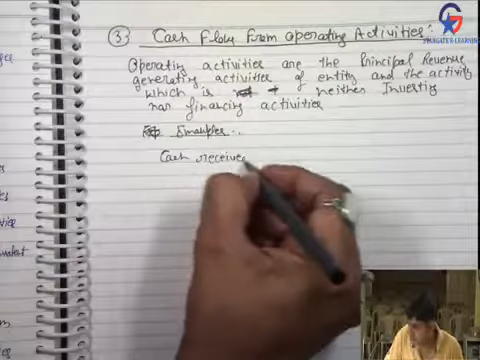 ③ Cash Flow From operating Activities:
Operating activities are the Principal Revenue
generating activities of entity and the activity
which is neither Investing
nor financing activities
Examples..
Cash receives